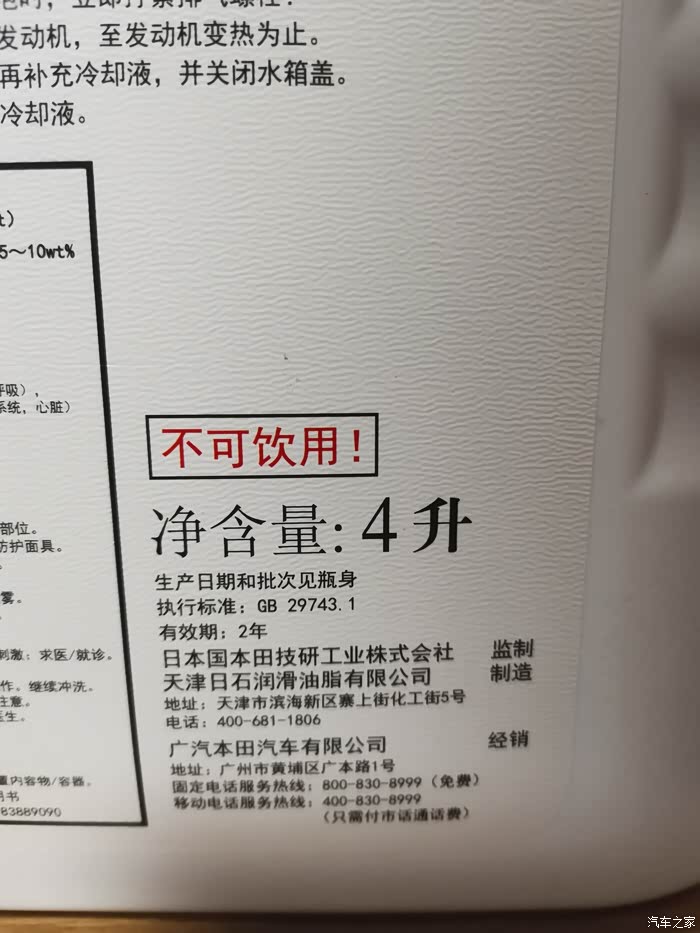 发动机，至发动机变热为止。
再补充冷却液，并关闭水箱盖。
冷却液。
5～10wt%
呼吸），
系统，心脏）
不可饮用！
净含量：4升
部位。
防护面具。
雾。
生产日期和批次见瓶身
执行标准：GB 29743.1
有效期：2年
刺激：求医/就诊。
作。继续冲洗。
注意。
医生。
日本国本田技研工业株式会社 监制
天津日石润滑油脂有限公司 制造
地址：天津市滨海新区寨上街化工街5号
电话：400-681-1806
广汽本田汽车有限公司 经销
地址：广州市黄埔区广本路1号
固定电话服务热线：800-830-8999（免费）
移动电话服务热线：400-830-8999
（只需付市话通话费）
置内容物/容器。
明书
83889090
汽车之家